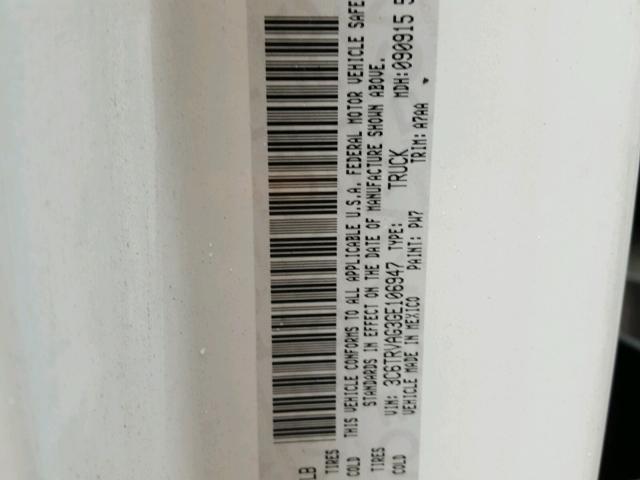 LB
TIRES
COLD
THIS VEHICLE CONFORMS TO ALL APPLICABLE U.S.A. FEDERAL MOTOR VEHICLE SAFE
STANDARDS IN EFFECT ON THE DATE OF MANUFACTURE SHOWN ABOVE.
TIRES
COLD
VIN: 3C6TRVAG3GE106947 TYPE: TRUCK MDH:090915 5
VEHICLE MADE IN MEXICO PAINT: PW7 TRIM: A7AA